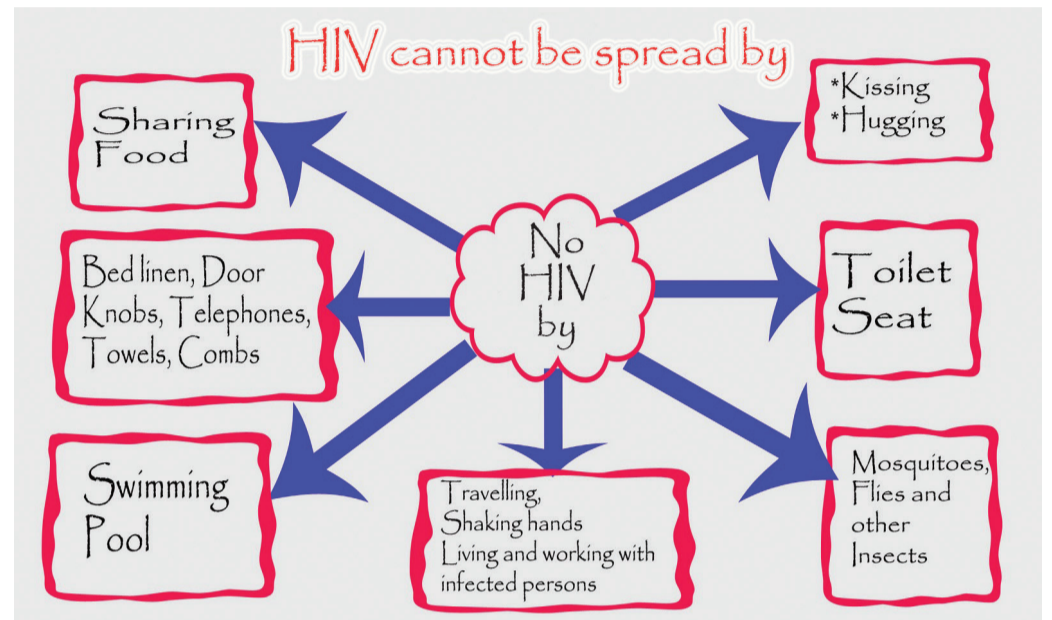 HIV cannot be spread by
Sharing
Food
*Kissing
*Hugging
No
HIV
by
Bed linen, Door
Knobs, Telephones,
Towels, Combs
Toilet
Seat
Swimming
Pool
Travelling,
Shaking hands
Living and working with
infected persons
Mosquitoes,
Flies and
other
Insects